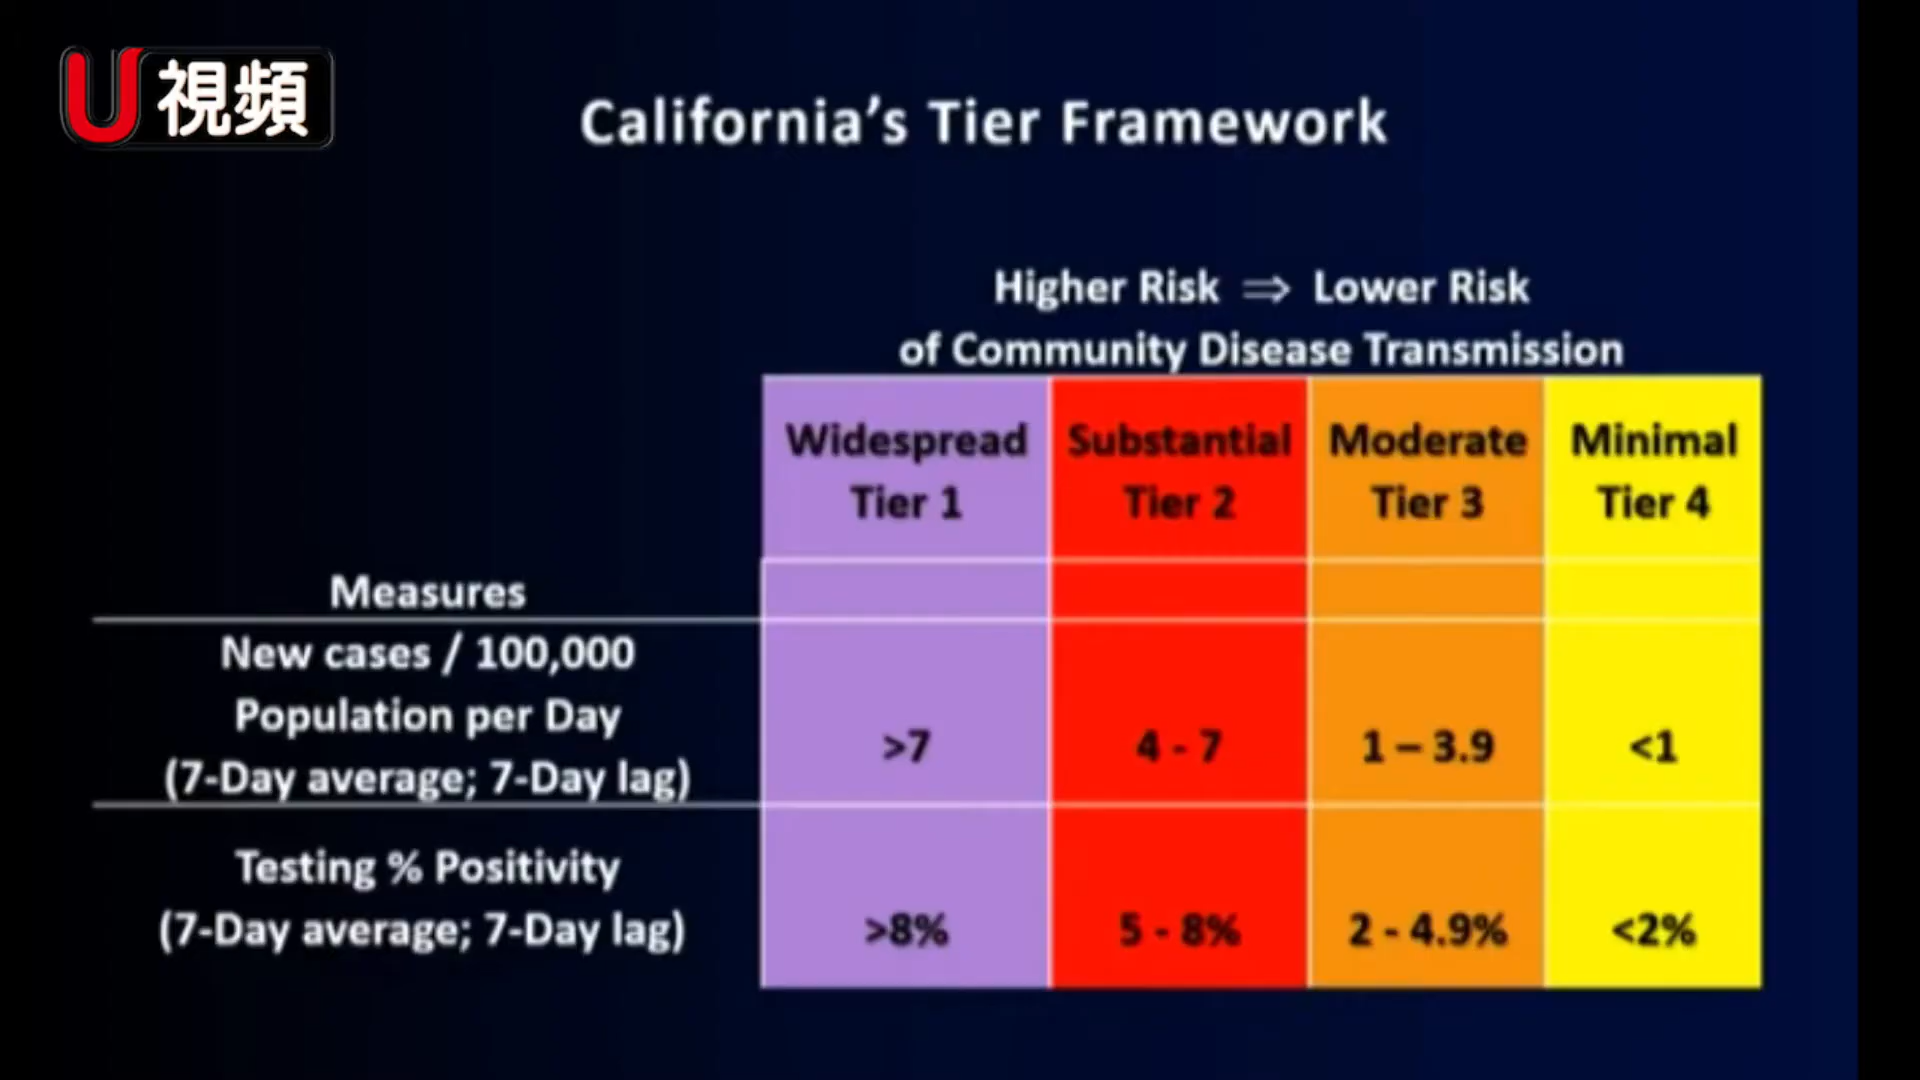 U 視頻
California’s Tier Framework
Higher Risk ⇒ Lower Risk
of Community Disease Transmission
Widespread Substantial Moderate Minimal
Tier 1 Tier 2 Tier 3 Tier 4
Measures
New cases / 100,000
Population per Day
(7-Day average; 7-Day lag)
>7 4 - 7 1 – 3.9 <1
Testing % Positivity
(7-Day average; 7-Day lag)
>8% 5 - 8% 2 - 4.9% <2%